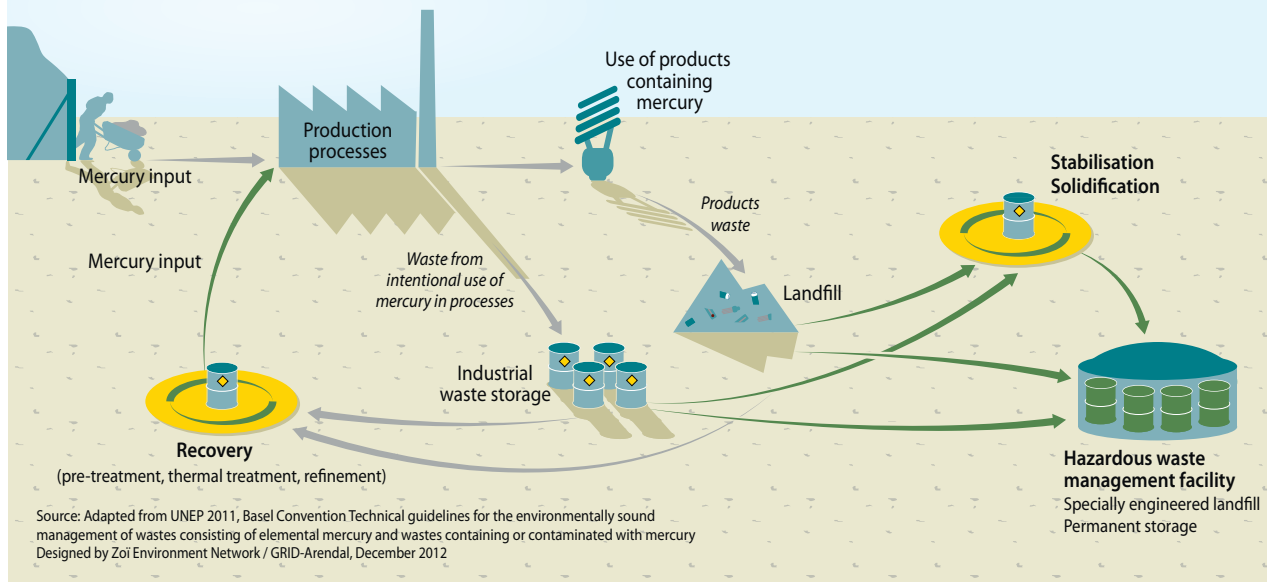 Use of products
containing
mercury
Production
processes
Mercury input
Stabilisation
Solidification
Products
waste
Mercury input
Waste from
intentional use of
mercury in processes
Landfill
Industrial
waste storage
Recovery
(pre-treatment, thermal treatment, refinement)
Hazardous waste
management facility
Specially engineered landfill
Permanent storage
Source: Adapted from UNEP 2011, Basel Convention Technical guidelines for the environmentally sound
management of wastes consisting of elemental mercury and wastes containing or contaminated with mercury
Designed by Zoï Environment Network / GRID-Arendal, December 2012